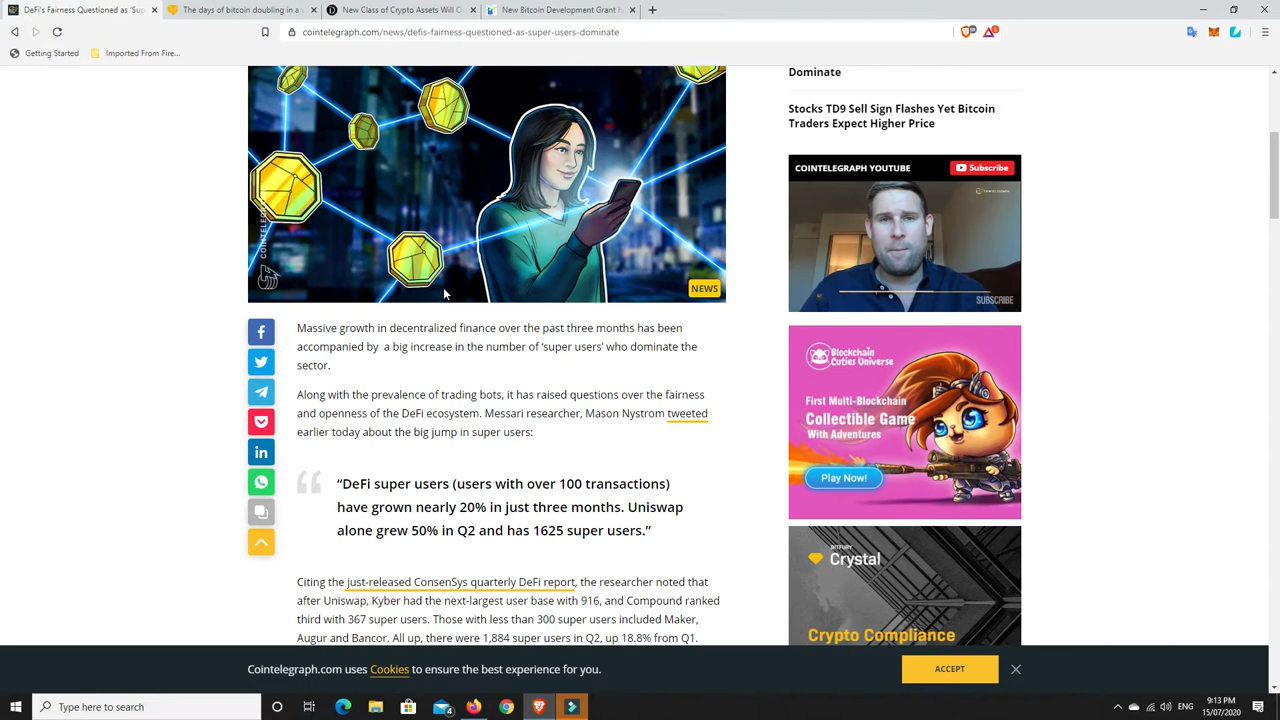 DeFi's Fairness Questioned as 'Sup
The days of bitcoin doubling in a
New Class of Crypto Assets Will C
New Bitcoin Development Grant h
cointelegraph.com/news/defis-fairness-questioned-as-super-users-dominate
Getting Started
Imported From Fire...
COINTELEGRAPH
NEWS
Massive growth in decentralized finance over the past three months has been
accompanied by a big increase in the number of 'super users' who dominate the
sector.
Along with the prevalence of trading bots, it has raised questions over the fairness
and openness of the DeFi ecosystem. Messari researcher, Mason Nystrom tweeted
earlier today about the big jump in super users:
“DeFi super users (users with over 100 transactions)
have grown nearly 20% in just three months. Uniswap
alone grew 50% in Q2 and has 1625 super users.”
Citing the just-released ConsenSys quarterly DeFi report, the researcher noted that
after Uniswap, Kyber had the next-largest user base with 916, and Compound ranked
third with 367 super users. Those with less than 300 super users included Maker,
Augur and Bancor. All up, there were 1,884 super users in Q2, up 18.8% from Q1.
Dominate
Stocks TD9 Sell Sign Flashes Yet Bitcoin
Traders Expect Higher Price
COINTELEGRAPH YOUTUBE
Subscribe
SUBSCRIBE
Blockchain
Cuties Universe
First Multi-Blockchain
Collectible Game
With Adventures
Play Now!
BITFURY
Crystal
Crypto Compliance
Cointelegraph.com uses Cookies to ensure the best experience for you.
ACCEPT
Type here to search
4
ENG
9:13 PM
15/07/2020